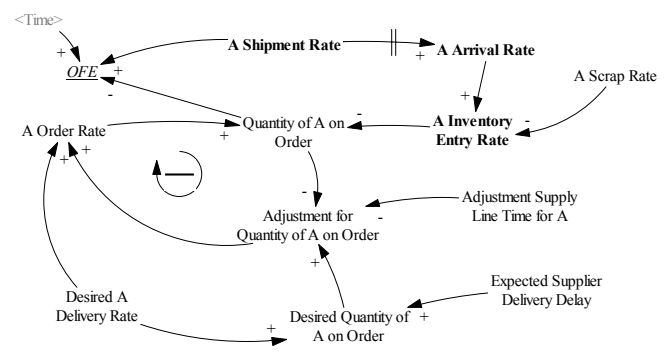 <Time>
+
OFE
+
-
A Shipment Rate
+
A Arrival Rate
+
A Scrap Rate
-
A Inventory
Entry Rate
-
Quantity of A on
Order
+
A Order Rate
+
+
-
Adjustment for
Quantity of A on Order
-
Adjustment Supply
Line Time for A
+
Desired A
Delivery Rate
+
Desired Quantity of
A on Order
+
Expected Supplier
Delivery Delay